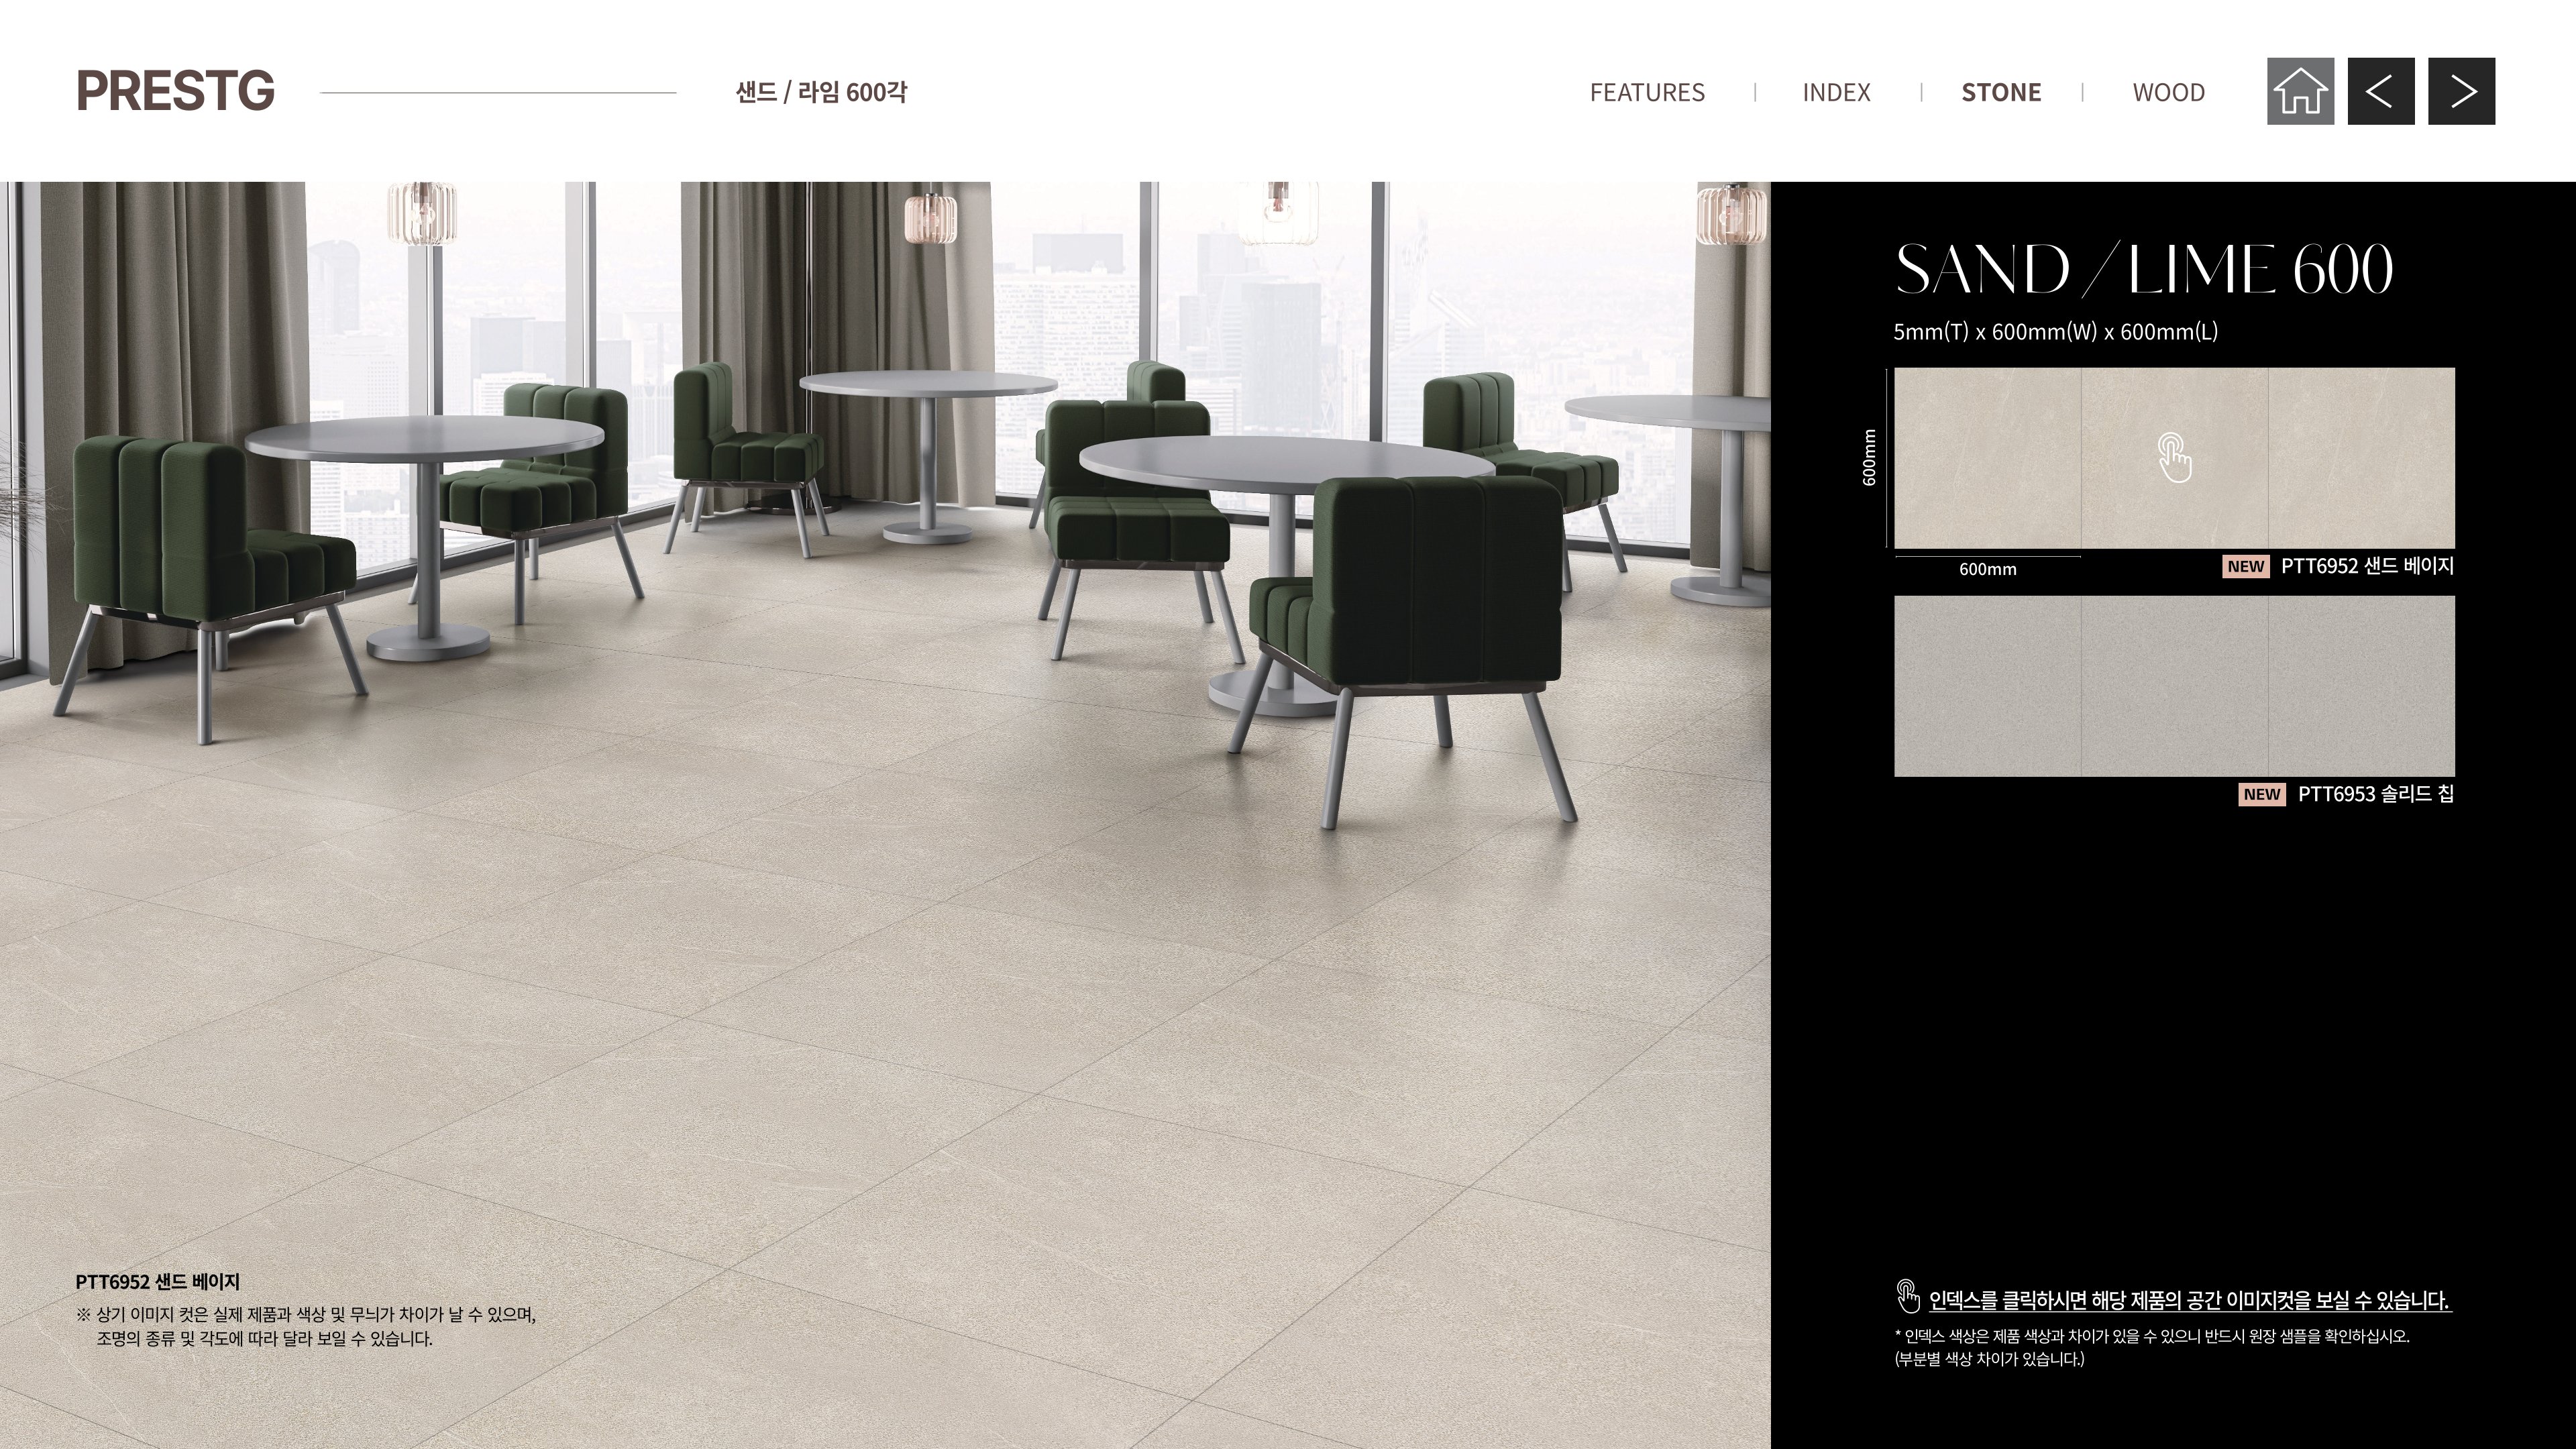 PRESTG
샌드 / 라임 600각
FEATURES | INDEX | STONE | WOOD
SAND / LIME 600
5mm(T) x 600mm(W) x 600mm(L)
600mm
600mm
NEW PTT6952 샌드 베이지
NEW PTT6953 솔리드 칩
PTT6952 샌드 베이지
※ 상기 이미지 컷은 실제 제품과 색상 및 무늬가 차이가 날 수 있으며,
조명의 종류 및 각도에 따라 달라 보일 수 있습니다.
인덱스를 클릭하시면 해당 제품의 공간 이미지컷을 보실 수 있습니다.
* 인덱스 색상은 제품 색상과 차이가 있을 수 있으니 반드시 원장 샘플을 확인하십시오.
(부분별 색상 차이가 있습니다.)